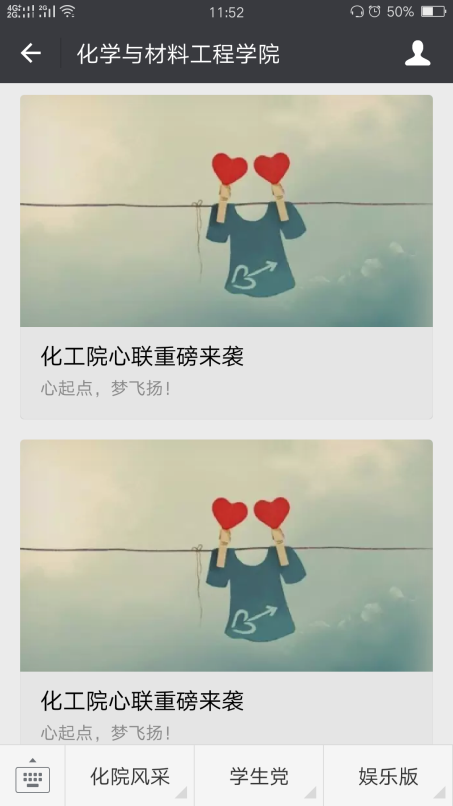 4G 2G 2G 11:52 50%
化学与材料工程学院
化工院心联重磅来袭
心起点，梦飞扬！
化工院心联重磅来袭
心起点，梦飞扬！
化院风采 学生党 娱乐版